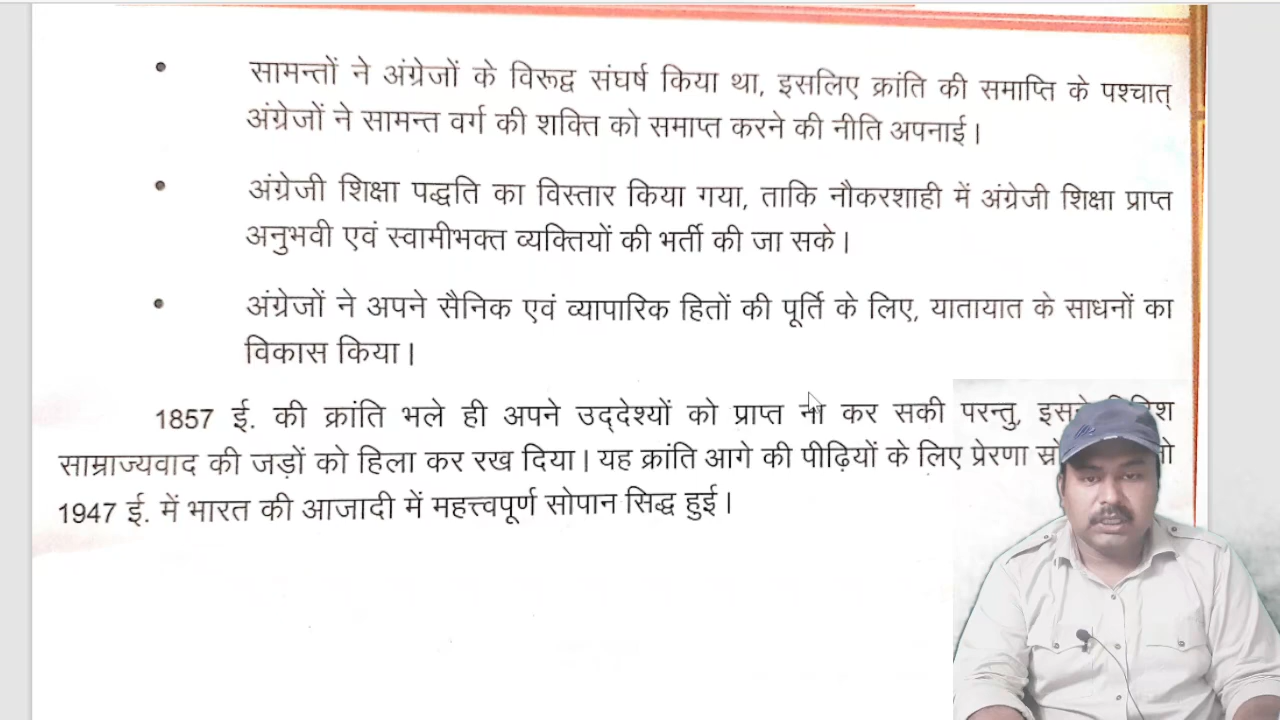 • सामन्तों ने अंग्रेजों के विरूद्व संघर्ष किया था, इसलिए क्रांति की समाप्ति के पश्चात्
अंग्रेजों ने सामन्त वर्ग की शक्ति को समाप्त करने की नीति अपनाई।
• अंग्रेजी शिक्षा पद्धति का विस्तार किया गया, ताकि नौकरशाही में अंग्रेजी शिक्षा प्राप्त
अनुभवी एवं स्वामीभक्त व्यक्तियों की भर्ती की जा सके।
• अंग्रेजों ने अपने सैनिक एवं व्यापारिक हितों की पूर्ति के लिए, यातायात के साधनों का
विकास किया।
1857 ई. की क्रांति भले ही अपने उद्देश्यों को प्राप्त ना कर सकी परन्तु,
साम्राज्यवाद की जड़ों को हिला कर रख दिया। यह क्रांति आगे की पीढ़ियों के लिए प्रेरणा
1947 ई. में भारत की आजादी में महत्त्वपूर्ण सोपान सिद्ध हुई।